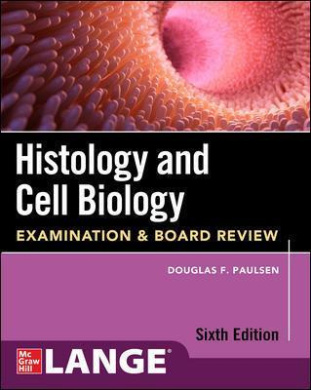 Histology and
Cell Biology
EXAMINATION & BOARD REVIEW
DOUGLAS F. PAULSEN
Sixth Edition
Mc
Graw
Hill
LANGE®